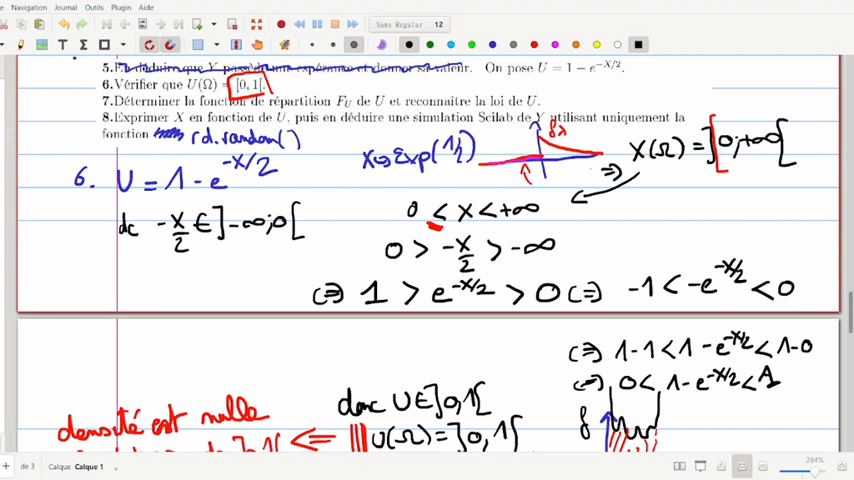 Navigation Journal Outils Aide
Sans Regular 12
5.En déduire que Y possède une espérance et donner sa valeur. On pose U = 1 − e^{−X/2}.
6.Vérifier que U(Ω) = [0, 1[.
7.Déterminer la fonction de répartition F_U de U et reconnaître la loi de U.
8.Exprimer X en fonction de U, puis en déduire une simulation Scilab de Y utilisant uniquement la
fonction rd.random()
6. U = 1 - e^{-X/2}
X↪Exp(1/2)
⇒ X(Ω) = ]0;+∞[
dc -X/2 ∈ ]-∞;0[
0 < X < +∞
0 > -X/2 > -∞
(⇒ 1 > e^{-X/2} > 0 (⇒ -1 < -e^{-X/2} < 0
(⇒ 1-1 < 1-e^{-X/2} < 1-0
0 < 1-e^{-X/2} < 1
donc U ∈ ]0,1[
densité est nulle
⇐ U(Ω) = ]0,1[
f
+ de 3 Calque Calque 1 284%